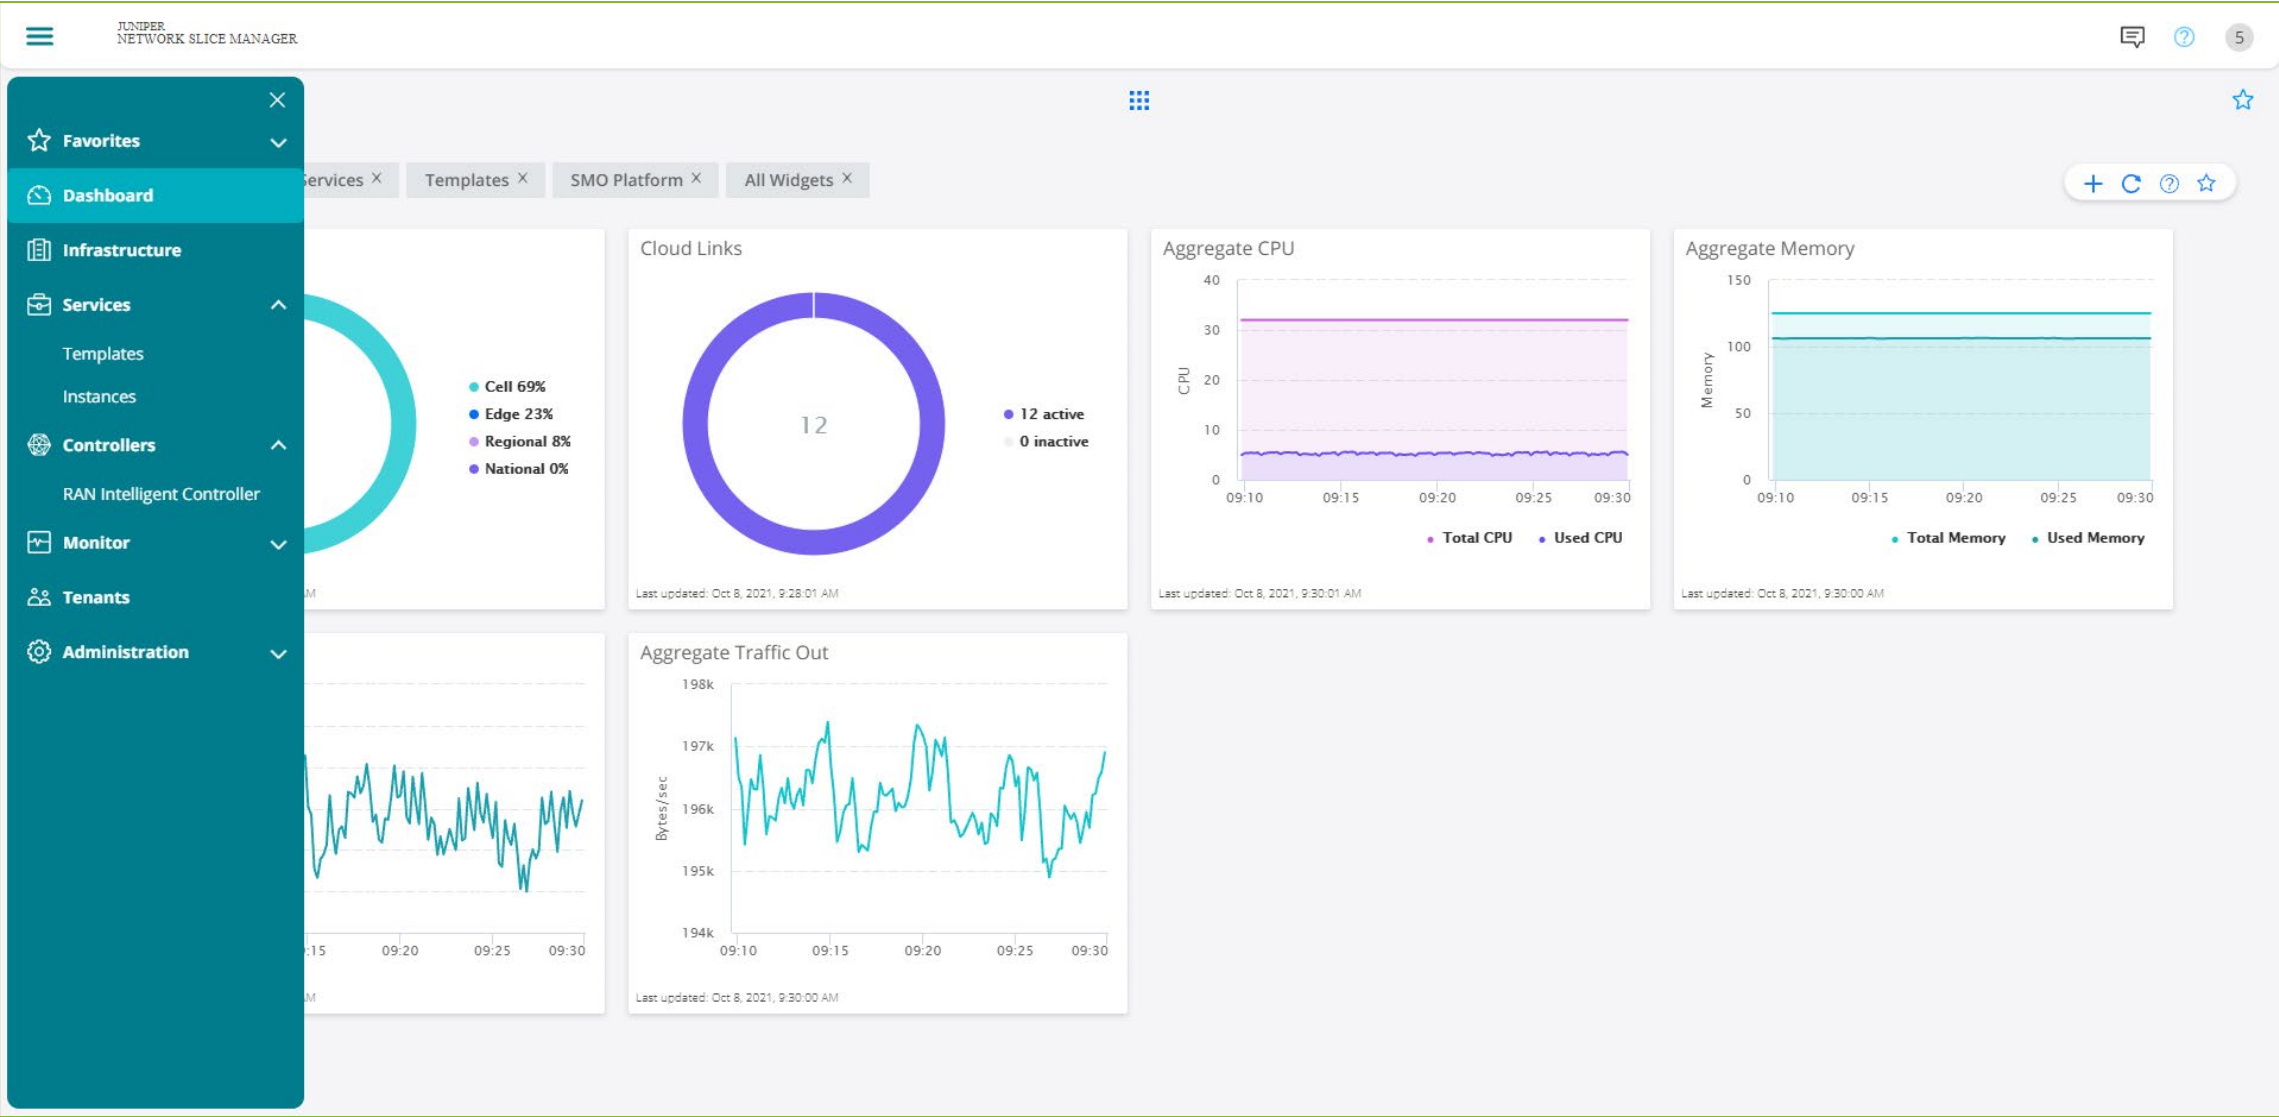 JUNIPER
NETWORK SLICE MANAGER
5
Favorites
Dashboard
Infrastructure
Services
Templates
Instances
Controllers
RAN Intelligent Controller
Monitor
Tenants
Administration
ervices X
Templates X
SMO Platform X
All Widgets X
Cell 69%
Edge 23%
Regional 8%
National 0%
AM
Cloud Links
12
12 active
0 inactive
Last updated: Oct 8, 2021, 9:28:01 AM
Aggregate CPU
40
30
20
10
0
CPU
09:10 09:15 09:20 09:25 09:30
Total CPU Used CPU
Last updated: Oct 8, 2021, 9:30:01 AM
Aggregate Memory
150
100
50
0
Memory
09:10 09:15 09:20 09:25 09:30
Total Memory Used Memory
Last updated: Oct 8, 2021, 9:30:00 AM
:15 09:20 09:25 09:30
AM
Aggregate Traffic Out
198k
197k
196k
195k
194k
Bytes/sec
09:10 09:15 09:20 09:25 09:30
Last updated: Oct 8, 2021, 9:30:00 AM